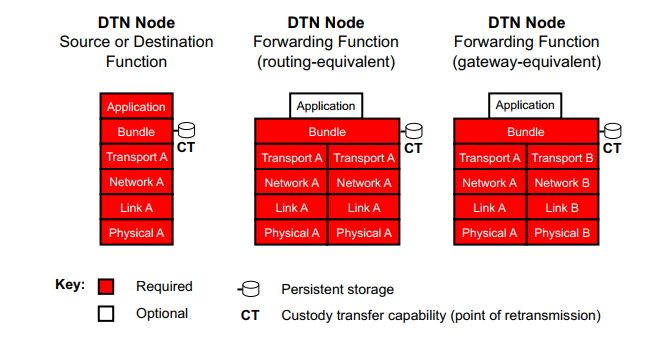 DTN Node
Source or Destination
Function
DTN Node
Forwarding Function
(routing-equivalent)
DTN Node
Forwarding Function
(gateway-equivalent)
Application
Bundle
CT
Transport A
Network A
Link A
Physical A
Application
Bundle
CT
Transport A Transport A
Network A Network A
Link A Link A
Physical A Physical A
Application
Bundle
CT
Transport A Transport B
Network A Network B
Link A Link B
Physical A Physical B
Key: Required
Optional
Persistent storage
CT Custody transfer capability (point of retransmission)